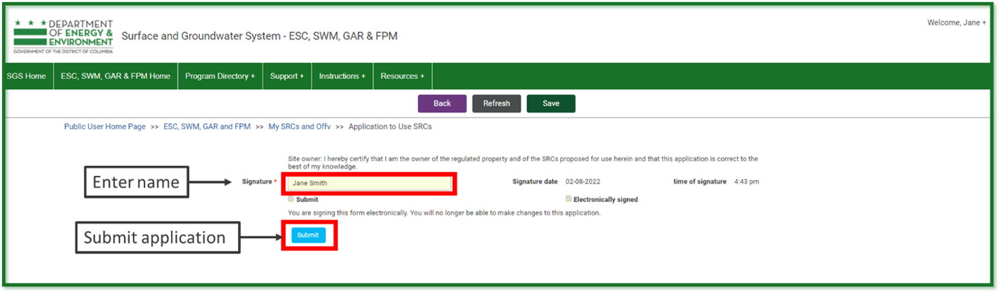 DEPARTMENT
OF ENERGY &
ENVIRONMENT
GOVERNMENT OF THE DISTRICT OF COLUMBIA
Surface and Groundwater System - ESC, SWM, GAR & FPM
Welcome, Jane +
SGS Home ESC, SWM, GAR & FPM Home Program Directory + Support + Instructions + Resources +
Back Refresh Save
Public User Home Page >> ESC, SWM, GAR and FPM >> My SRCs and Offv >> Application to Use SRCs
Site owner: I hereby certify that I am the owner of the regulated property and of the SRCs proposed for use herein and that this application is correct to the
best of my knowledge.
Enter name
Signature * Jane Smith Signature date 02-08-2022 time of signature 4:43 pm
Submit Electronically signed
You are signing this form electronically. You will no longer be able to make changes to this application.
Submit application
Submit